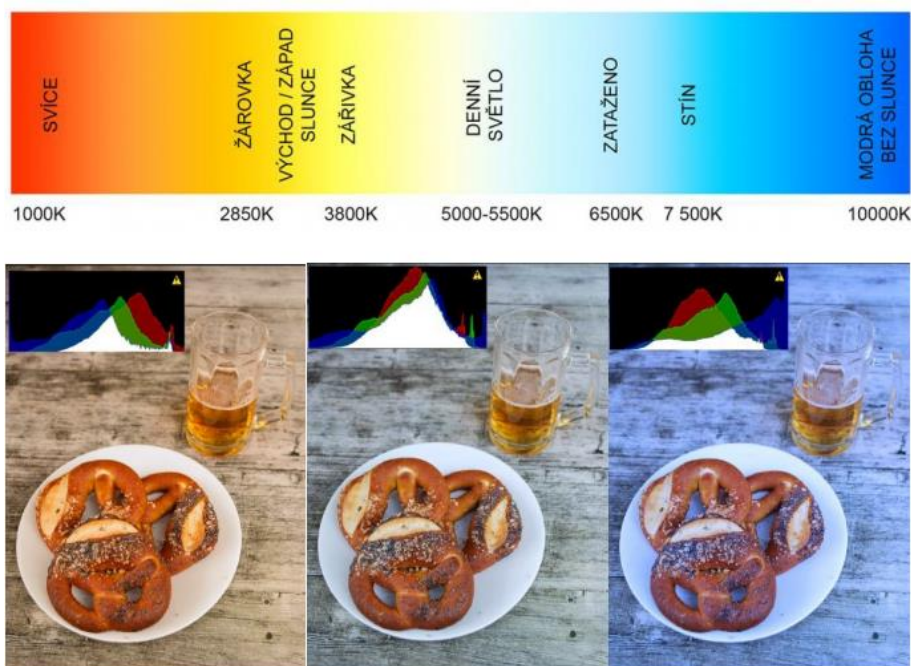 SVÍCE
ŽÁROVKA
VÝCHOD / ZÁPAD
SLUNCE
ZÁŘIVKA
DENNÍ
SVĚTLO
ZATAŽENO
STÍN
MODRÁ OBLOHA
BEZ SLUNCE
1000K
2850K
3800K
5000-5500K
6500K
7 500K
10000K